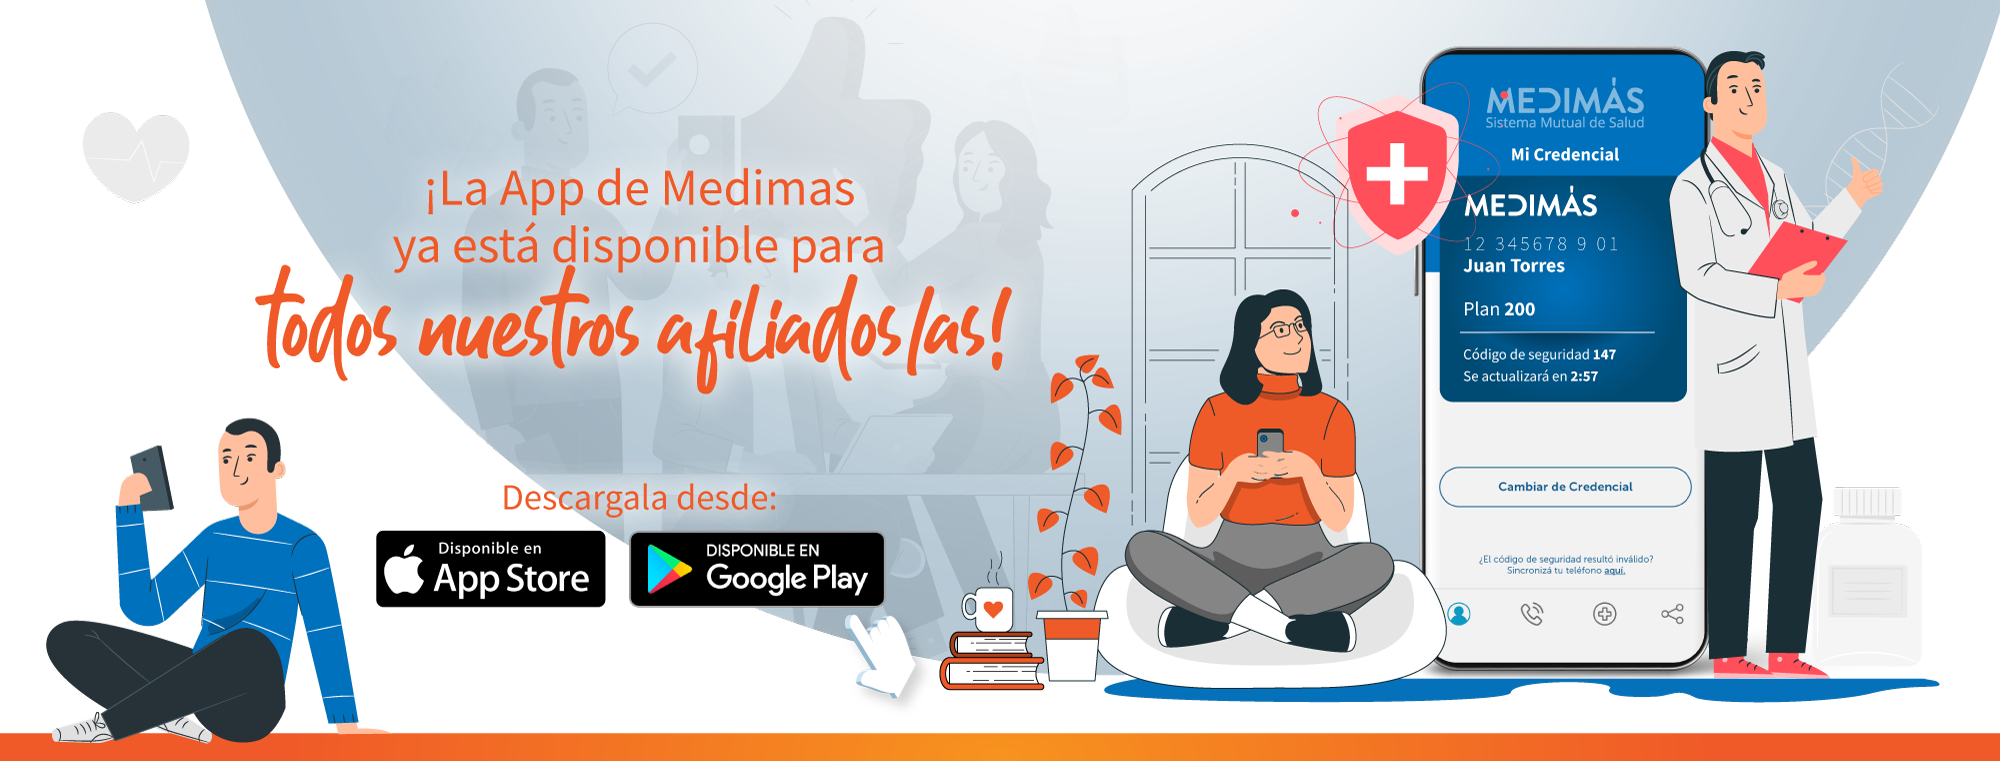 ¡La App de Medimas
ya está disponible para
todos nuestros afiliados/as!
Descargala desde:
Disponible en
App Store
DISPONIBLE EN
Google Play
MEDIMÁS
Sistema Mutual de Salud
Mi Credencial
MEDIMÁS
12 345678 9 01
Juan Torres
Plan 200
Código de seguridad 147
Se actualizará en 2:57
Cambiar de Credencial
¿El código de seguridad resultó inválido?
Sincronizá tu teléfono aquí.